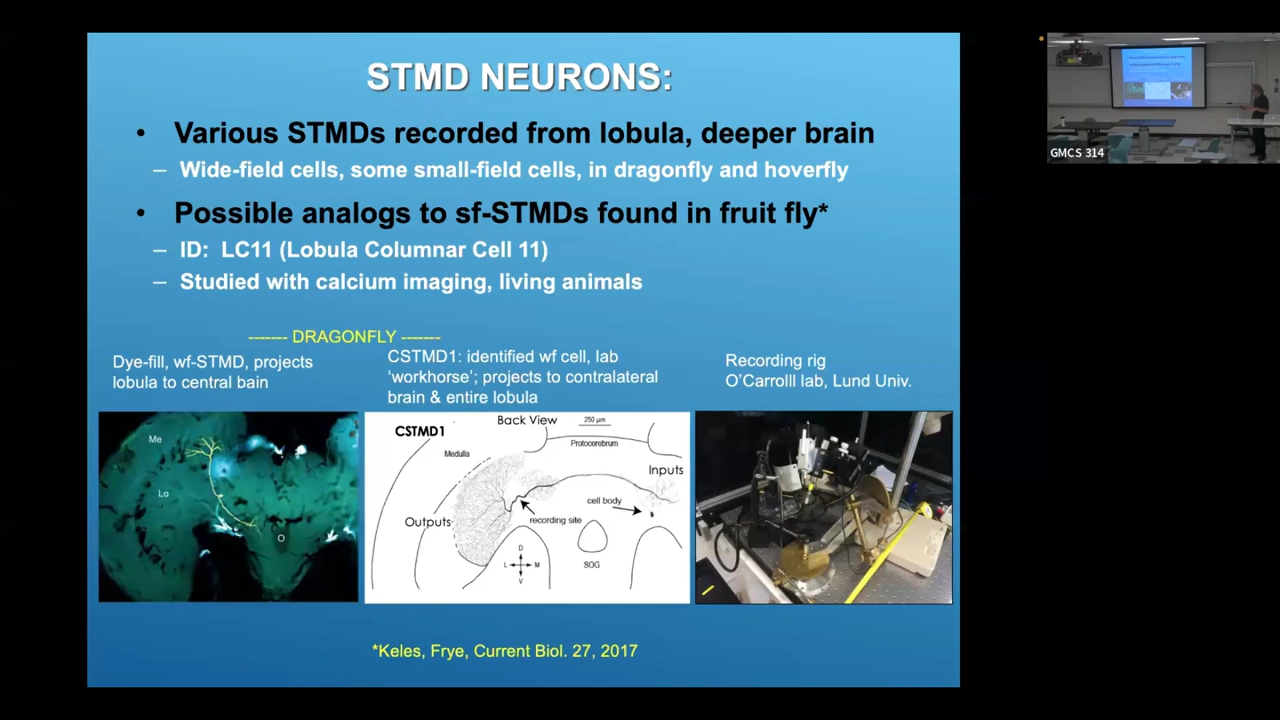 STMD NEURONS:
• Various STMDs recorded from lobula, deeper brain
– Wide-field cells, some small-field cells, in dragonfly and hoverfly
• Possible analogs to sf-STMDs found in fruit fly*
– ID: LC11 (Lobula Columnar Cell 11)
– Studied with calcium imaging, living animals
------- DRAGONFLY -------
Dye-fill, wf-STMD, projects
lobula to central bain
CSTMD1: identified wf cell, lab
‘workhorse’; projects to contralateral
brain & entire lobula
Recording rig
O’Carrolll lab, Lund Univ.
Me
Lo
O
CSTMD1
Back View
250 µm
Medulla
Protocerebrum
Inputs
cell body
Outputs
recording site
D
L
M
V
SOG
*Keles, Frye, Current Biol. 27, 2017
GMCS 314